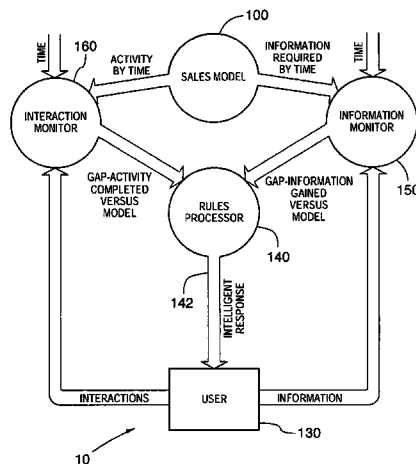 160
100
TIME
ACTIVITY
BY TIME
INFORMATION
REQUIRED
BY TIME
TIME
SALES MODEL
INTERACTION
MONITOR
INFORMATION
MONITOR
150
GAP-ACTIVITY
COMPLETED
VERSUS
MODEL
GAP-INFORMATION
GAINED
VERSUS
MODEL
RULES
PROCESSOR
140
142
INTELLIGENT
RESPONSE
INTERACTIONS
USER
INFORMATION
10
130